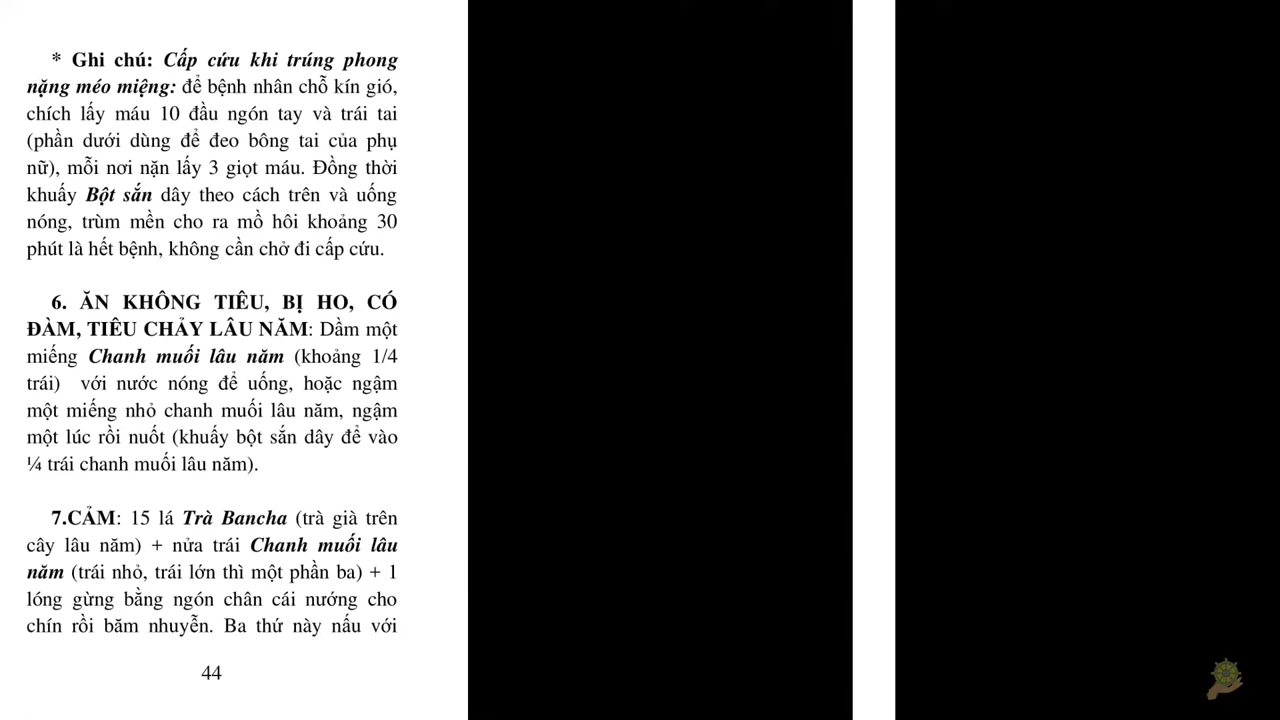 * Ghi chú: Cấp cứu khi trúng phong
nặng méo miệng: để bệnh nhân chỗ kín gió,
chích lấy máu 10 đầu ngón tay và trái tai
(phần dưới dùng để đeo bông tai của phụ
nữ), mỗi nơi nặn lấy 3 giọt máu. Đồng thời
khuấy Bột sắn dây theo cách trên và uống
nóng, trùm mền cho ra mồ hôi khoảng 30
phút là hết bệnh, không cần chở đi cấp cứu.
6. ĂN KHÔNG TIÊU, BỊ HO, CÓ
ĐÀM, TIÊU CHẢY LÂU NĂM: Dầm một
miếng Chanh muối lâu năm (khoảng 1/4
trái) với nước nóng để uống, hoặc ngậm
một miếng nhỏ chanh muối lâu năm, ngậm
một lúc rồi nuốt (khuấy bột sắn dây để vào
¼ trái chanh muối lâu năm).
7.CẢM: 15 lá Trà Bancha (trà già trên
cây lâu năm) + nửa trái Chanh muối lâu
năm (trái nhỏ, trái lớn thì một phần ba) + 1
lóng gừng bằng ngón chân cái nướng cho
chín rồi băm nhuyễn. Ba thứ này nấu với
44